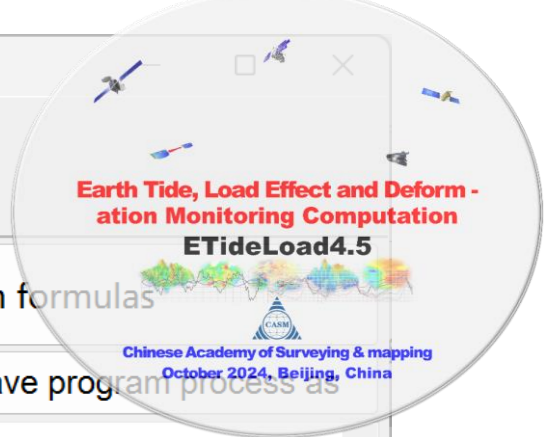 Earth Tide, Load Effect and Deform -
ation Monitoring Computation
ETideLoad4.5
n formulas
CASM
Chinese Academy of Surveying & mapping
October 2024, Beijing, China
ave program process as